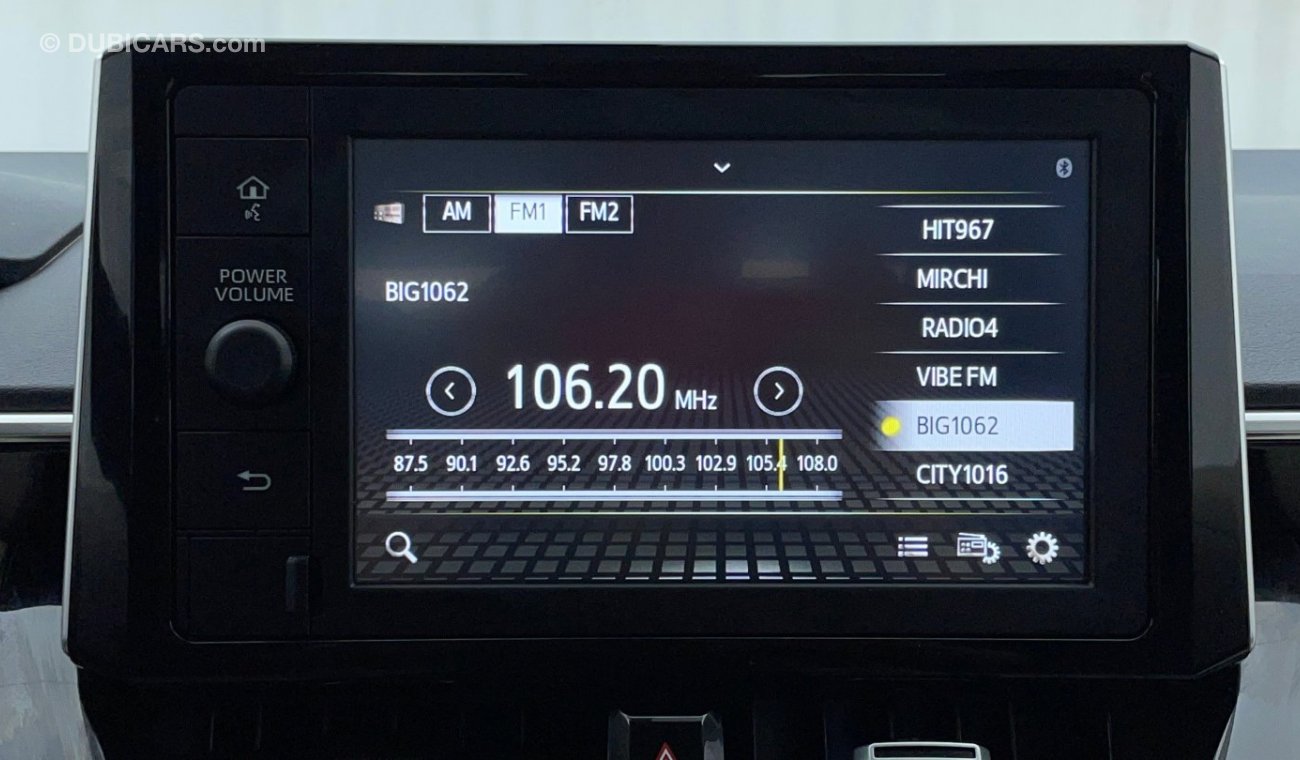 © DUBICARS.com
POWER
VOLUME
AM FM1 FM2
BIG1062
106.20 MHz
87.5 90.1 92.6 95.2 97.8 100.3 102.9 105.4 108.0
HIT967
MIRCHI
RADIO4
VIBE FM
BIG1062
CITY1016